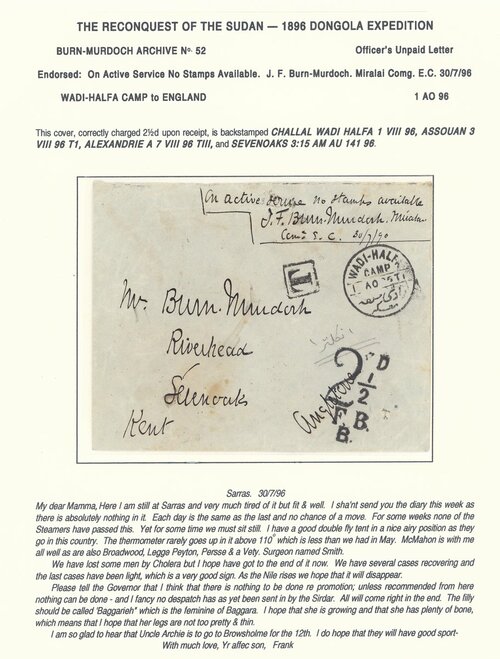 THE RECONQUEST OF THE SUDAN — 1896 DONGOLA EXPEDITION
BURN-MURDOCH ARCHIVE No. 52 Officer's Unpaid Letter
Endorsed: On Active Service No Stamps Available. J. F. Burn-Murdoch. Miralai Comg. E.C. 30/7/96
WADI-HALFA CAMP to ENGLAND 1 AO 96
This cover, correctly charged 2½d upon receipt, is backstamped CHALLAL WADI HALFA 1 VIII 96, ASSOUAN 3
VIII 96 T1, ALEXANDRIE A 7 VIII 96 TIII, and SEVENOAKS 3:15 AM AU 141 96.
On active service no stamps available
J. F. Burn-Murdoch. Miralai
Comg E. C. 30/7/96
T
WADI-HALFA
CAMP
AO
Mr. Burn-Murdoch
Riverhead
Sevenoaks
Kent
انكلترا
Angleterre
2 1/2 D
F. B.
B.
Sarras. 30/7/96
My dear Mamma, Here I am still at Sarras and very much tired of it but fit & well. I sha'nt send you the diary this week as
there is absolutely nothing in it. Each day is the same as the last and no chance of a move. For some weeks none of the
Steamers have passed this. Yet for some time we must sit still. I have a good double fly tent in a nice airy position as they
go in this country. The thermometer rarely goes up in it above 110° which is less than we had in May. McMahon is with me
all well as are also Broadwood, Legge Peyton, Persse & a Vety. Surgeon named Smith.
We have lost some men by Cholera but I hope have got to the end of it now. We have several cases recovering and
the last cases have been light, which is a very good sign. As the Nile rises we hope that it will disappear.
Please tell the Governor that I think that there is nothing to be done re promotion; unless recommended from here
nothing can be done - and I fancy no despatch has as yet been sent in by the Sirdar. All will come right in the end. The filly
should be called 'Baggarieh" which is the feminine of Baggara. I hope that she is growing and that she has plenty of bone,
which means that I hope that her legs are not too pretty & thin.
I am so glad to hear that Uncle Archie is to go to Browsholme for the 12th. I do hope that they will have good sport-
With much love, Yr affec son, Frank